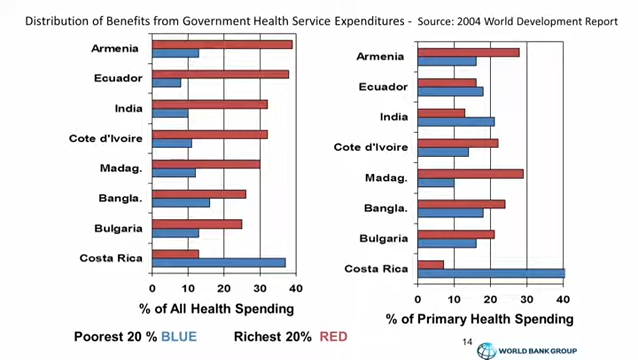 Distribution of Benefits from Government Health Service Expenditures - Source: 2004 World Development Report
Armenia
Ecuador
India
Cote d'Ivoire
Madag.
Bangla.
Bulgaria
Costa Rica
0 10 20 30 40
% of All Health Spending
Armenia
Ecuador
India
Cote d'Ivoire
Madag.
Bangla.
Bulgaria
Costa Rica
0 10 20 30 40
% of Primary Health Spending
Poorest 20 % BLUE Richest 20% RED
14
WORLD BANK GROUP